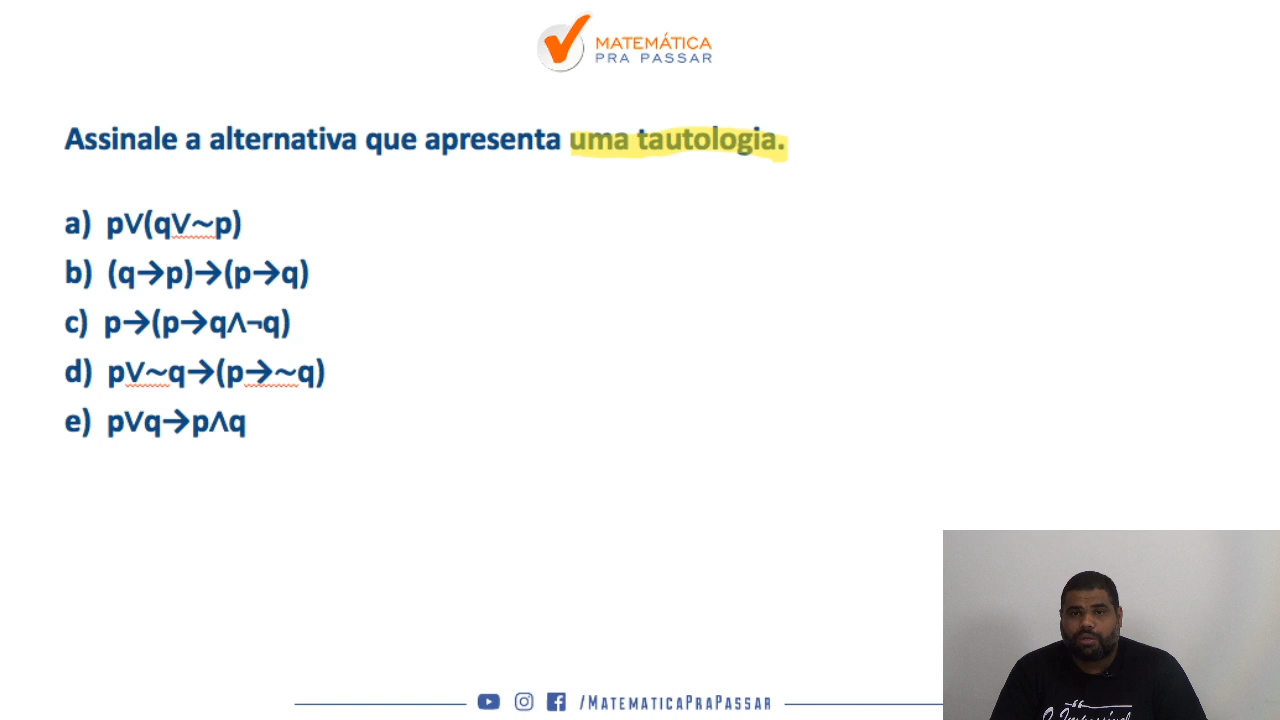 MATEMÁTICA
PRA PASSAR
Assinale a alternativa que apresenta uma tautologia.
a) p∨(q∨~p)
b) (q→p)→(p→q)
c) p→(p→q∧¬q)
d) p∨~q→(p→~q)
e) p∨q→p∧q
/MATEMATICAPRAPASSAR